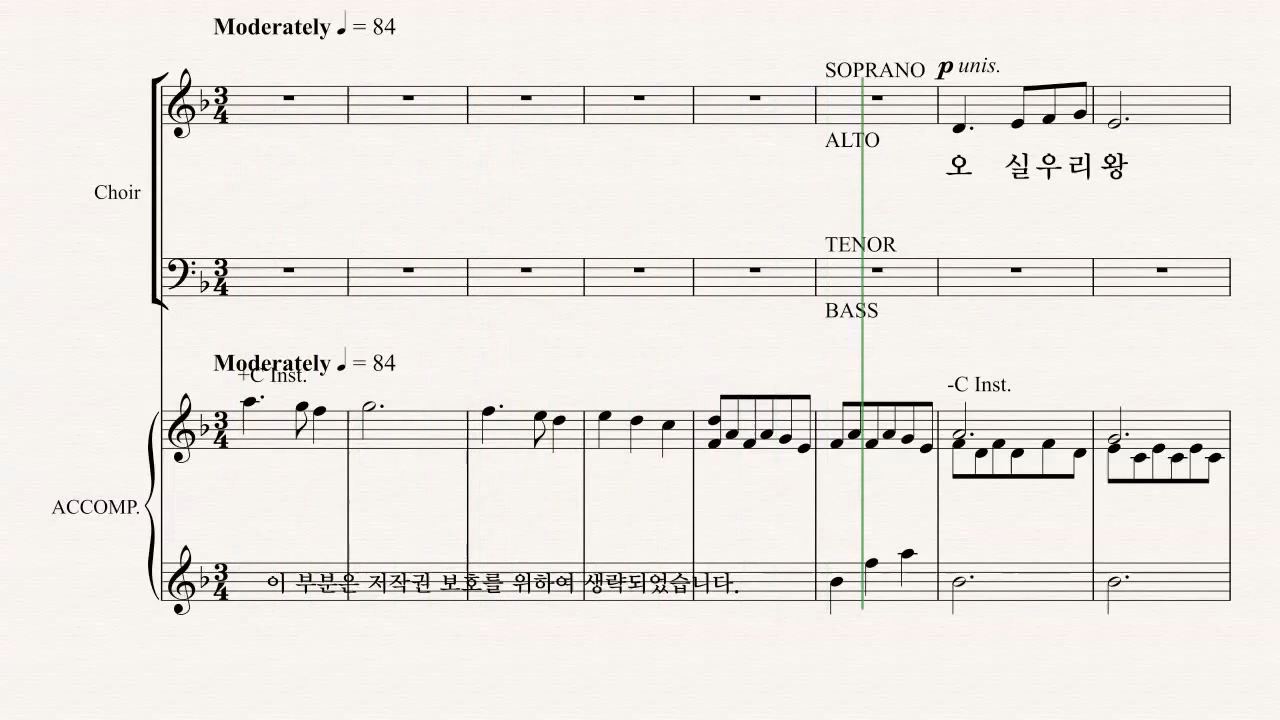 Moderately ♩ = 84
SOPRANO p unis.
ALTO
오 실우리왕
Choir
TENOR
BASS
Moderately ♩ = 84
+C Inst.
-C Inst.
ACCOMP.
이 부분은 저작권 보호를 위하여 생략되었습니다.